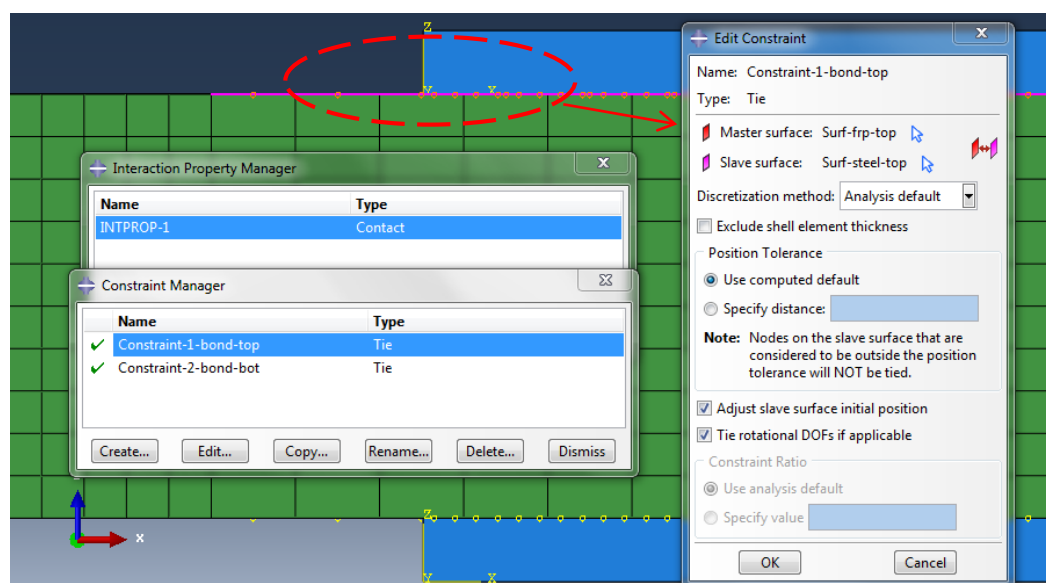 Z
Y
X
Interaction Property Manager
X
Name Type
INTPROP-1 Contact
Constraint Manager
Name Type
Constraint-1-bond-top Tie
Constraint-2-bond-bot Tie
Create... Edit... Copy... Rename... Delete... Dismiss
Z
X
Y X
Edit Constraint
X
Name: Constraint-1-bond-top
Type: Tie
Master surface: Surf-frp-top
Slave surface: Surf-steel-top
Discretization method: Analysis default
Exclude shell element thickness
Position Tolerance
Use computed default
Specify distance:
Note: Nodes on the slave surface that are
considered to be outside the position
tolerance will NOT be tied.
Adjust slave surface initial position
Tie rotational DOFs if applicable
Constraint Ratio
Use analysis default
Specify value
OK Cancel